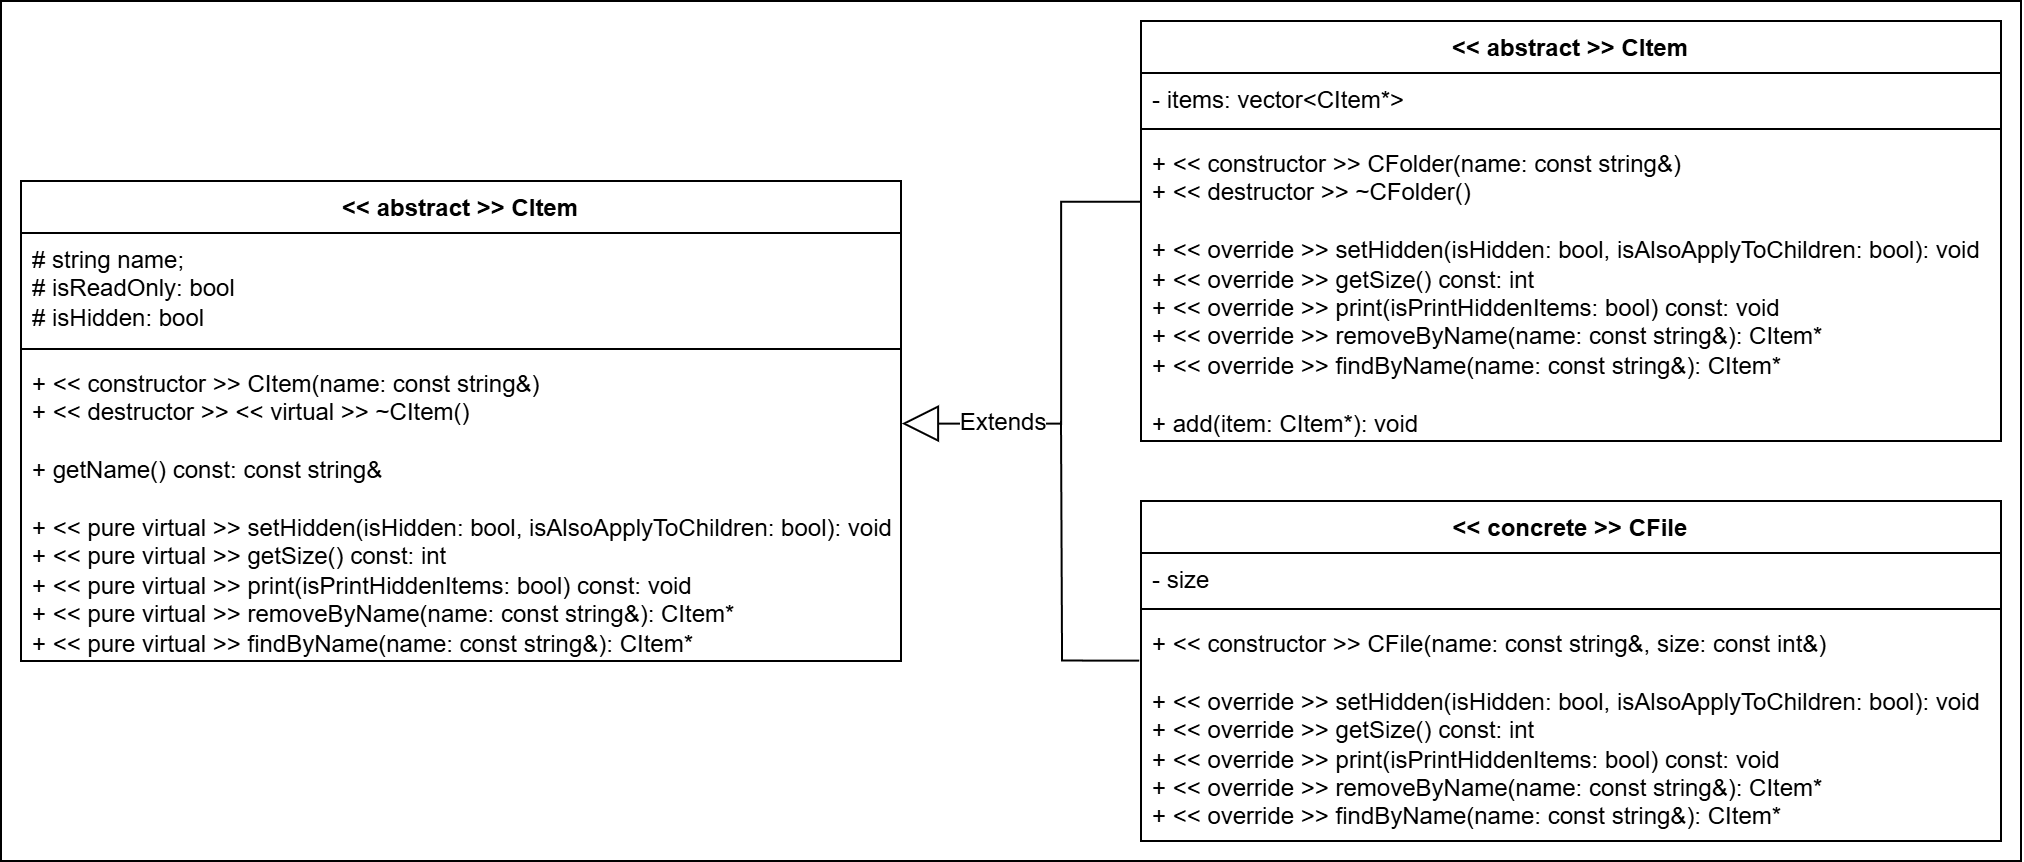 << abstract >> CItem
# string name;
# isReadOnly: bool
# isHidden: bool
+ << constructor >> CItem(name: const string&)
+ << destructor >> << virtual >> ~CItem()
+ getName() const: const string&
+ << pure virtual >> setHidden(isHidden: bool, isAlsoApplyToChildren: bool): void
+ << pure virtual >> getSize() const: int
+ << pure virtual >> print(isPrintHiddenItems: bool) const: void
+ << pure virtual >> removeByName(name: const string&): CItem*
+ << pure virtual >> findByName(name: const string&): CItem*
Extends
<< abstract >> CItem
- items: vector<CItem*>
+ << constructor >> CFolder(name: const string&)
+ << destructor >> ~CFolder()
+ << override >> setHidden(isHidden: bool, isAlsoApplyToChildren: bool): void
+ << override >> getSize() const: int
+ << override >> print(isPrintHiddenItems: bool) const: void
+ << override >> removeByName(name: const string&): CItem*
+ << override >> findByName(name: const string&): CItem*
+ add(item: CItem*): void
<< concrete >> CFile
- size
+ << constructor >> CFile(name: const string&, size: const int&)
+ << override >> setHidden(isHidden: bool, isAlsoApplyToChildren: bool): void
+ << override >> getSize() const: int
+ << override >> print(isPrintHiddenItems: bool) const: void
+ << override >> removeByName(name: const string&): CItem*
+ << override >> findByName(name: const string&): CItem*